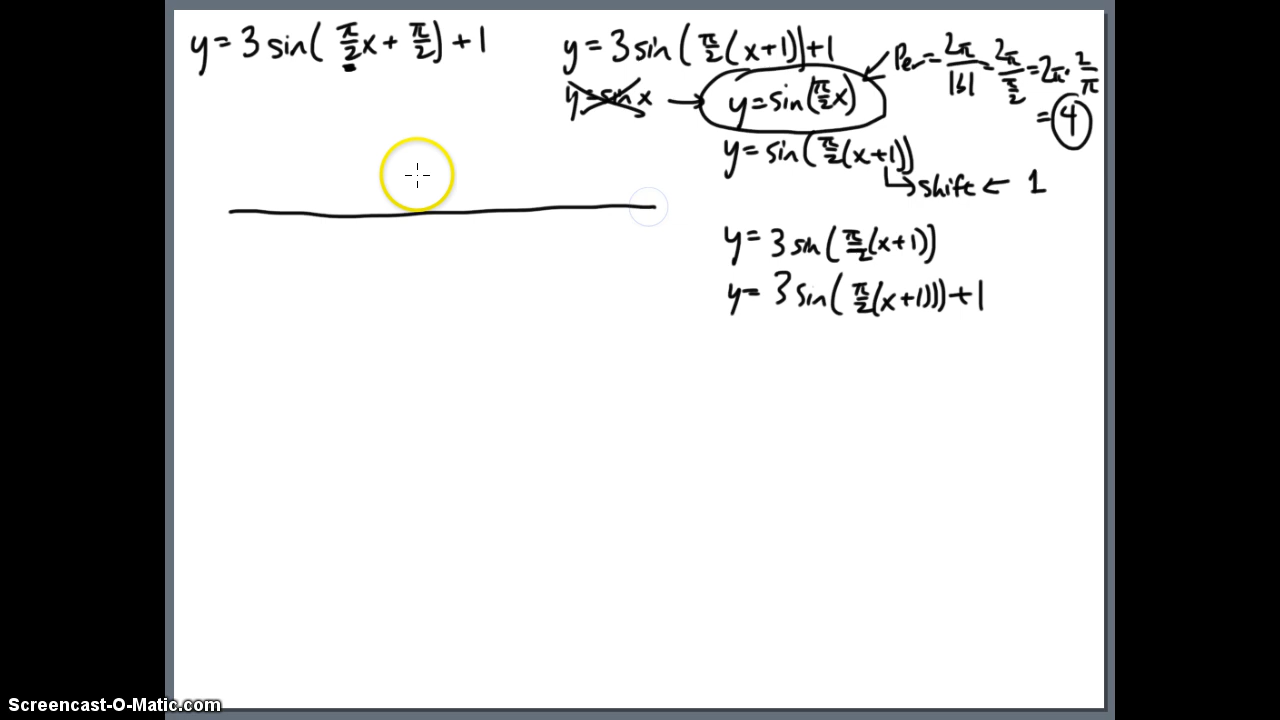 y = 3 sin( π/2 x + π/2) + 1
y = 3 sin( π/2 (x+1)) + 1
Per = 2π/|b| = 2π/(π/2) = 2π · 2/π
= 4
y = sin x → y = sin(π/2 x)
y = sin(π/2 (x+1))
↳ shift ← 1
y = 3 sin(π/2 (x+1))
y = 3 sin(π/2 (x+1))) + 1
Screencast-O-Matic.com